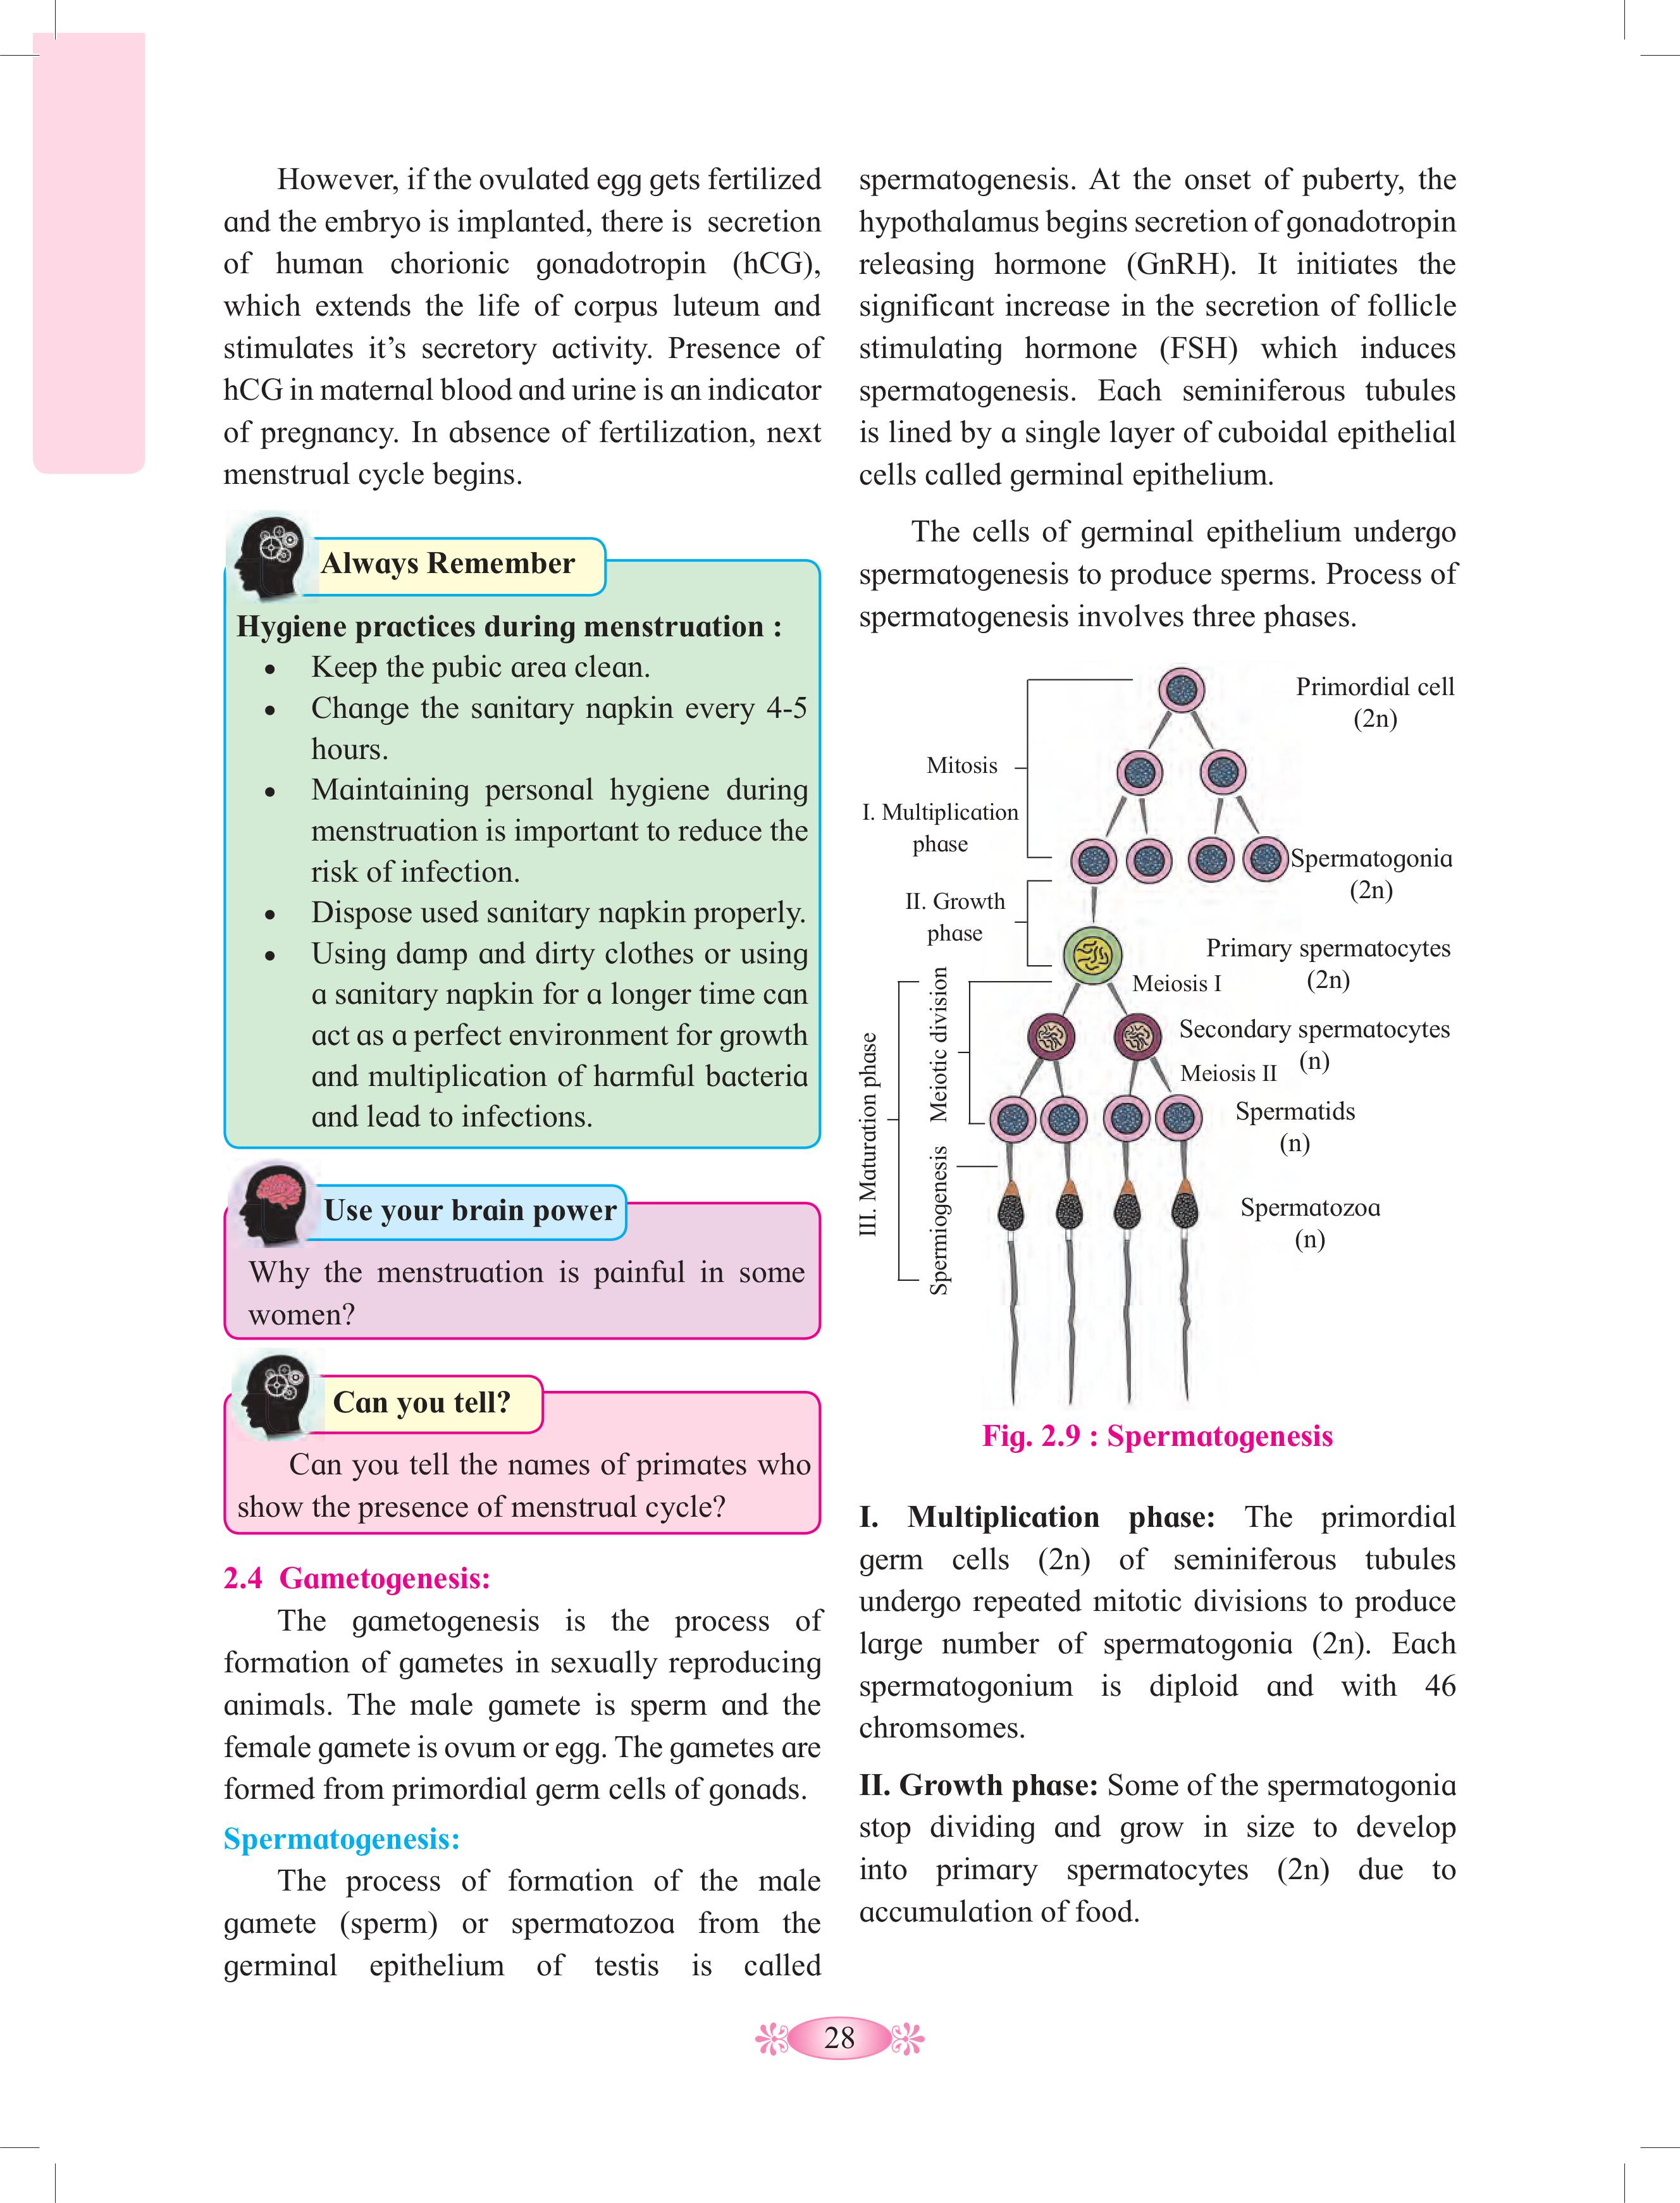 However, if the ovulated egg gets fertilized
and the embryo is implanted, there is secretion
of human chorionic gonadotropin (hCG),
which extends the life of corpus luteum and
stimulates it’s secretory activity. Presence of
hCG in maternal blood and urine is an indicator
of pregnancy. In absence of fertilization, next
menstrual cycle begins.
Always Remember
Hygiene practices during menstruation :
• Keep the pubic area clean.
• Change the sanitary napkin every 4-5
hours.
• Maintaining personal hygiene during
menstruation is important to reduce the
risk of infection.
• Dispose used sanitary napkin properly.
• Using damp and dirty clothes or using
a sanitary napkin for a longer time can
act as a perfect environment for growth
and multiplication of harmful bacteria
and lead to infections.
Use your brain power
Why the menstruation is painful in some
women?
Can you tell?
Can you tell the names of primates who
show the presence of menstrual cycle?
2.4 Gametogenesis:
The gametogenesis is the process of
formation of gametes in sexually reproducing
animals. The male gamete is sperm and the
female gamete is ovum or egg. The gametes are
formed from primordial germ cells of gonads.
Spermatogenesis:
The process of formation of the male
gamete (sperm) or spermatozoa from the
germinal epithelium of testis is called
spermatogenesis. At the onset of puberty, the
hypothalamus begins secretion of gonadotropin
releasing hormone (GnRH). It initiates the
significant increase in the secretion of follicle
stimulating hormone (FSH) which induces
spermatogenesis. Each seminiferous tubules
is lined by a single layer of cuboidal epithelial
cells called germinal epithelium.
The cells of germinal epithelium undergo
spermatogenesis to produce sperms. Process of
spermatogenesis involves three phases.
Primordial cell
(2n)
Mitosis
I. Multiplication
phase
Spermatogonia
(2n)
II. Growth
phase
Primary spermatocytes
(2n)
Meiosis I
Secondary spermatocytes
(n)
Meiosis II
Spermatids
(n)
Spermatozoa
(n)
III. Maturation phase
Meiotic division
Spermiogenesis
Fig. 2.9 : Spermatogenesis
I. Multiplication phase: The primordial
germ cells (2n) of seminiferous tubules
undergo repeated mitotic divisions to produce
large number of spermatogonia (2n). Each
spermatogonium is diploid and with 46
chromsomes.
II. Growth phase: Some of the spermatogonia
stop dividing and grow in size to develop
into primary spermatocytes (2n) due to
accumulation of food.
28